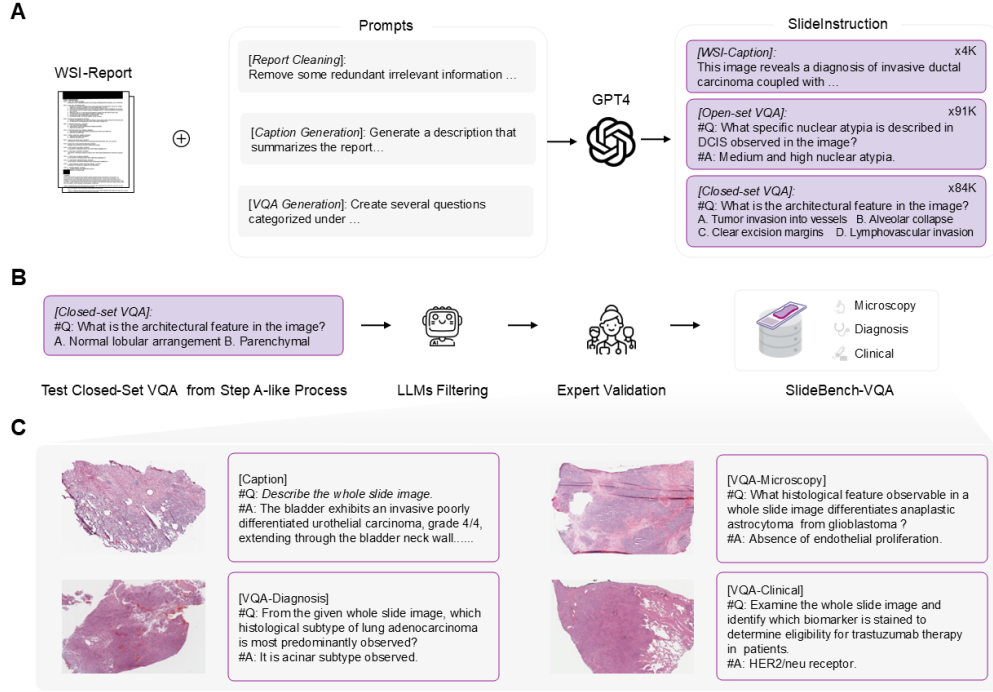 A
Prompts
SlideInstruction
WSI-Report
[Report Cleaning]:
Remove some redundant irrelevant information …
[Caption Generation]: Generate a description that
summarizes the report…
[VQA Generation]: Create several questions
categorized under …
GPT4
[WSI-Caption]: x4K
This image reveals a diagnosis of invasive ductal
carcinoma coupled with …
[Open-set VQA]: x91K
#Q: What specific nuclear atypia is described in
DCIS observed in the image?
#A: Medium and high nuclear atypia.
[Closed-set VQA]: x84K
#Q: What is the architectural feature in the image?
A. Tumor invasion into vessels B. Alveolar collapse
C. Clear excision margins D. Lymphovascular invasion
B
[Closed-set VQA]:
#Q: What is the architectural feature in the image?
A. Normal lobular arrangement B. Parenchymal
AI
Microscopy
Diagnosis
Clinical
Test Closed-Set VQA from Step A-like Process
LLMs Filtering
Expert Validation
SlideBench-VQA
C
[Caption]
#Q: Describe the whole slide image.
#A: The bladder exhibits an invasive poorly
differentiated urothelial carcinoma, grade 4/4,
extending through the bladder neck wall......
[VQA-Microscopy]
#Q: What histological feature observable in a
whole slide image differentiates anaplastic
astrocytoma from glioblastoma ?
#A: Absence of endothelial proliferation.
[VQA-Diagnosis]
#Q: From the given whole slide image, which
histological subtype of lung adenocarcinoma
is most predominantly observed?
#A: It is acinar subtype observed.
[VQA-Clinical]
#Q: Examine the whole slide image and
identify which biomarker is stained to
determine eligibility for trastuzumab therapy
in patients.
#A: HER2/neu receptor.